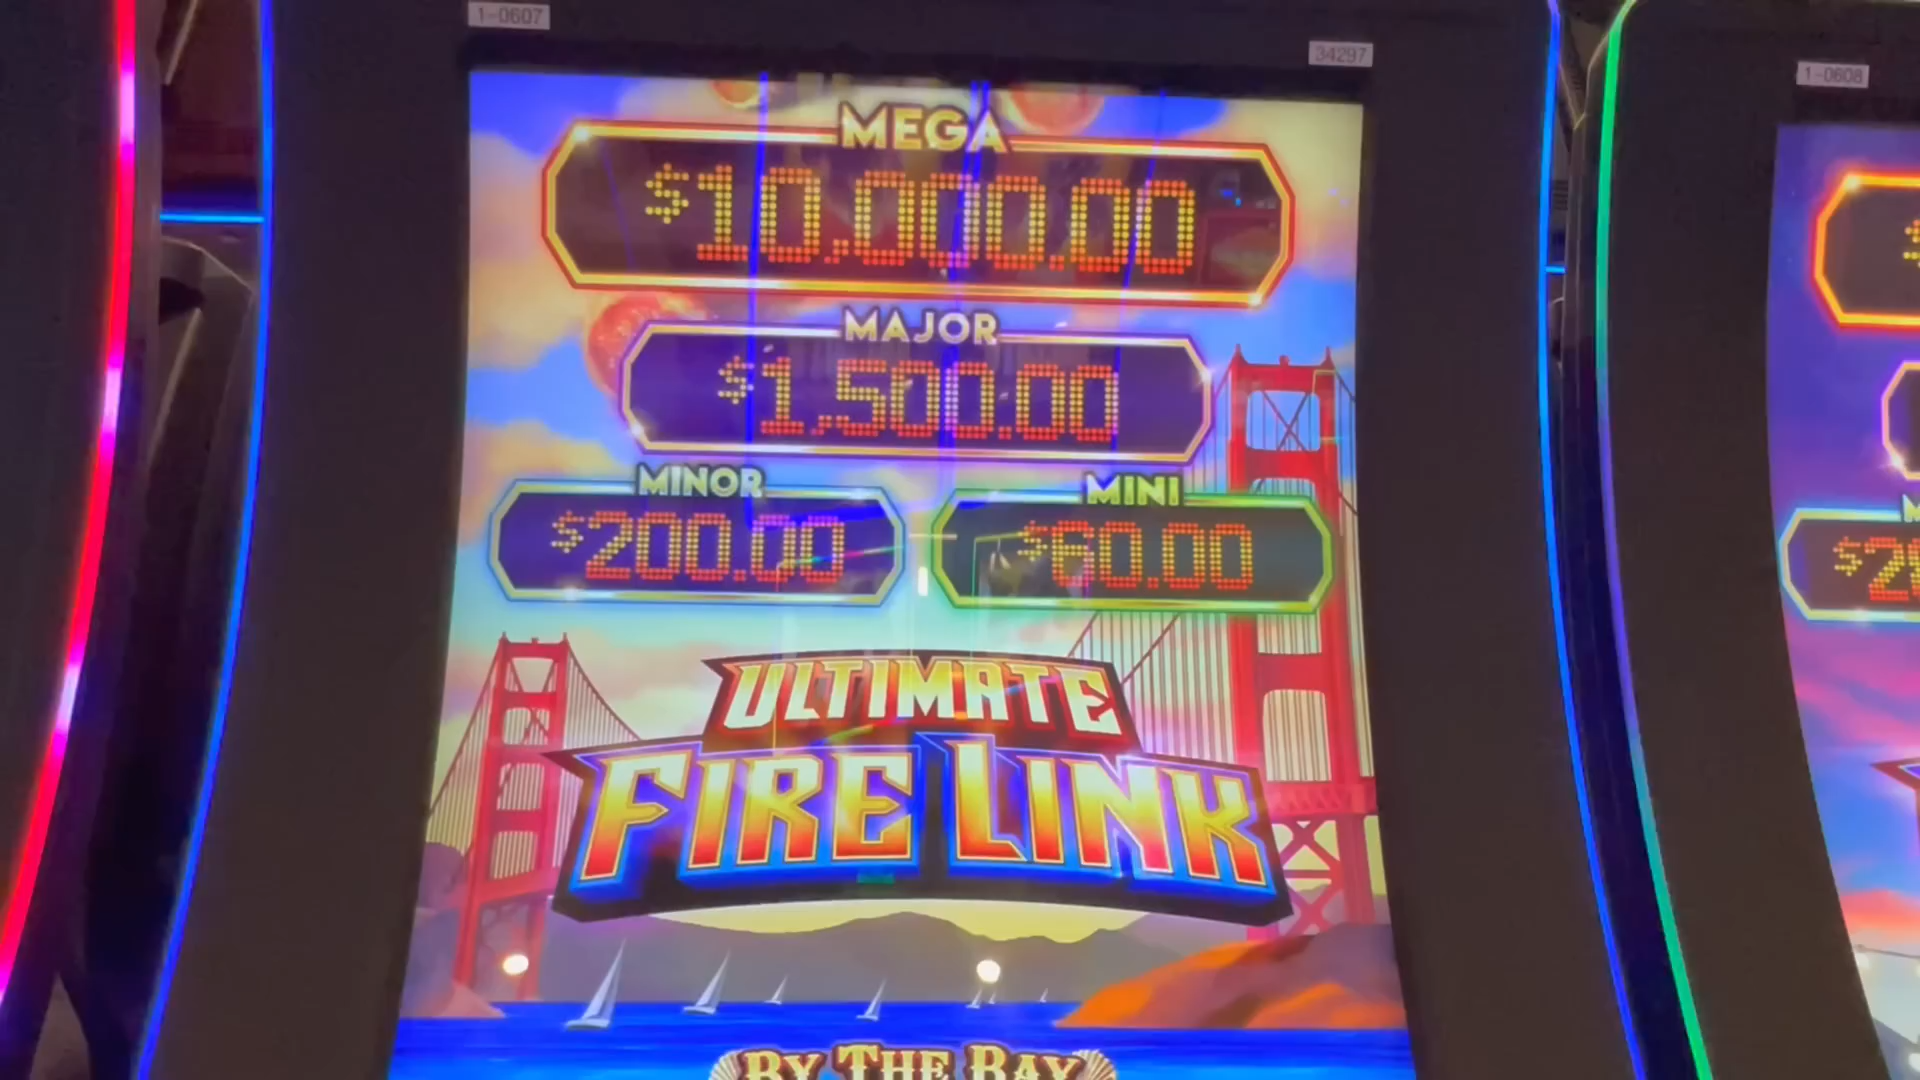 1-0607
34297
1-0608
MEGA
$10,000.00
MAJOR
$1,500.00
MINOR
$200.00
MINI
$60.00
ULTIMATE
FIRE LINK
BY THE BAY